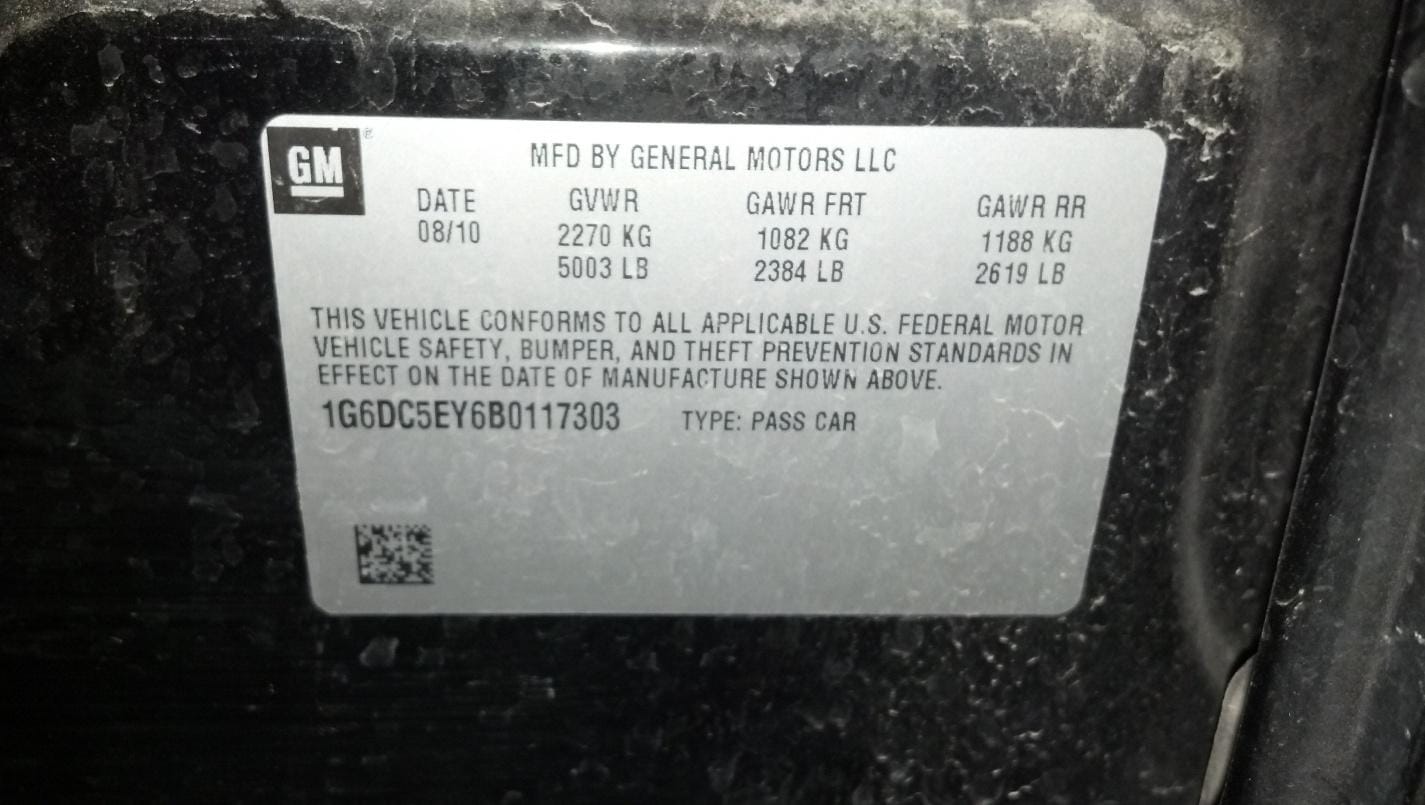 GM®
MFD BY GENERAL MOTORS LLC
DATE GVWR GAWR FRT GAWR RR
08/10 2270 KG 1082 KG 1188 KG
5003 LB 2384 LB 2619 LB
THIS VEHICLE CONFORMS TO ALL APPLICABLE U.S. FEDERAL MOTOR
VEHICLE SAFETY, BUMPER, AND THEFT PREVENTION STANDARDS IN
EFFECT ON THE DATE OF MANUFACTURE SHOWN ABOVE.
1G6DC5EY6B0117303 TYPE: PASS CAR